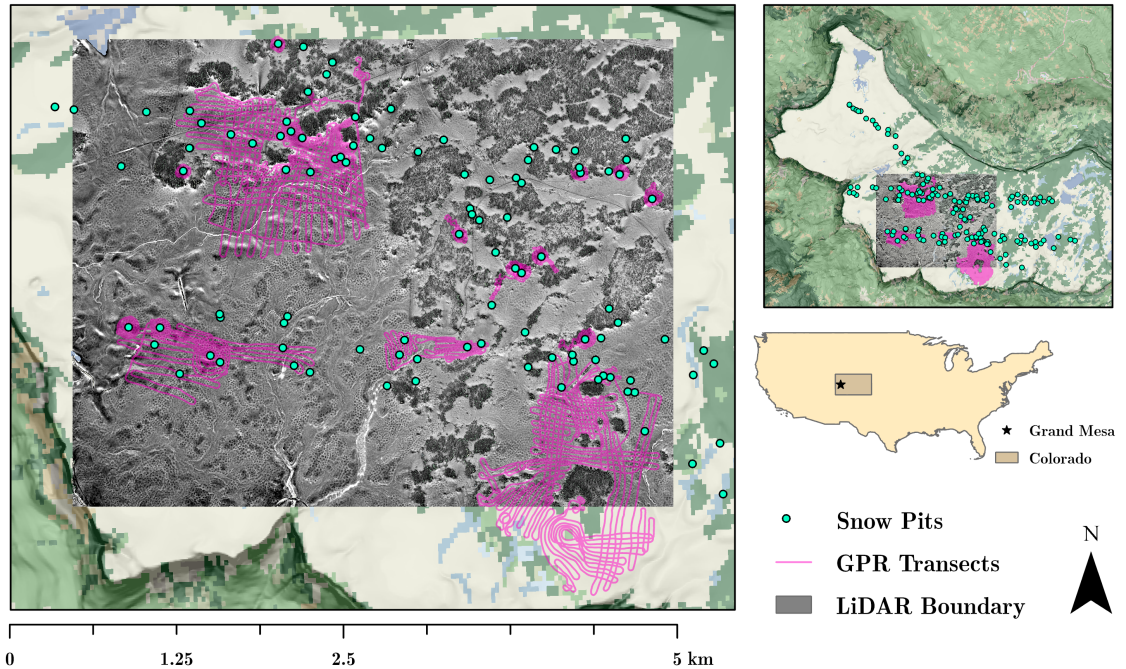 Grand Mesa
Colorado
Snow Pits
GPR Transects
LiDAR Boundary
N
0 1.25 2.5 5 km